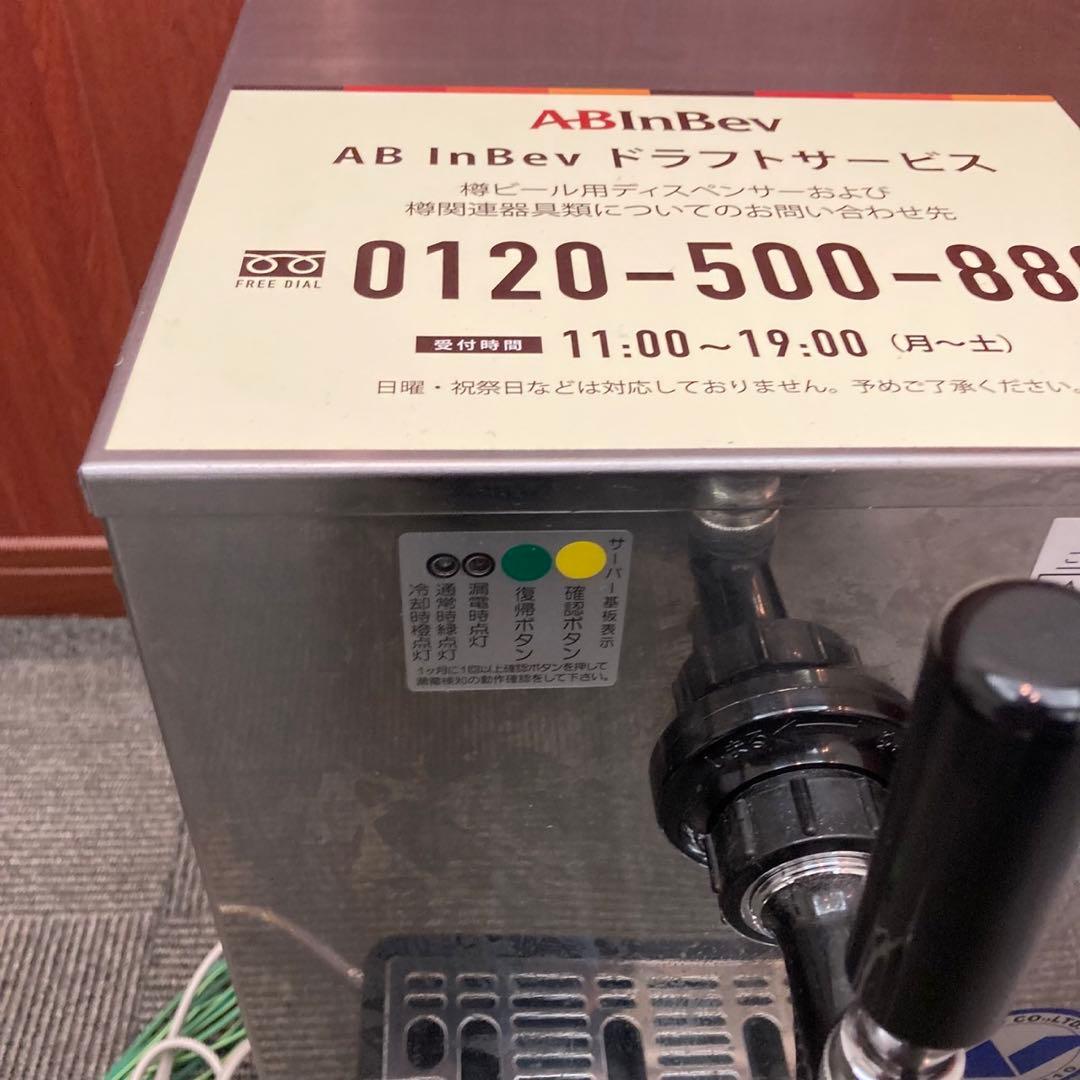 ABInBev
AB InBev ドラフトサービス
樽ビール用ディスペンサーおよび
樽関連器具類についてのお問い合わせ先
FREE DIAL
0120-500-88
受付時間 11:00～19:00（月～土）
日曜・祝祭日などは対応しておりません。予めご了承ください。
サーバー基板表示
確認ボタン
復帰ボタン
漏電時点灯
通常時緑点灯
冷却時橙点灯
1ヶ月に1回以上確認ボタンを押して
漏電検知の動作確認をして下さい。
しまる
CO.,LTD